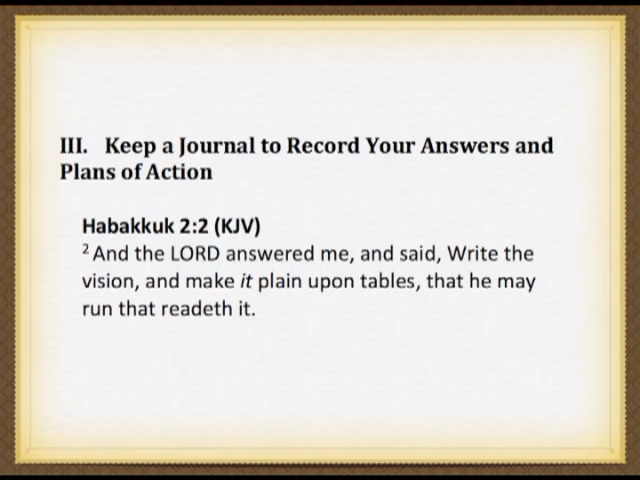 III. Keep a Journal to Record Your Answers and
Plans of Action
Habakkuk 2:2 (KJV)
2 And the LORD answered me, and said, Write the
vision, and make it plain upon tables, that he may
run that readeth it.